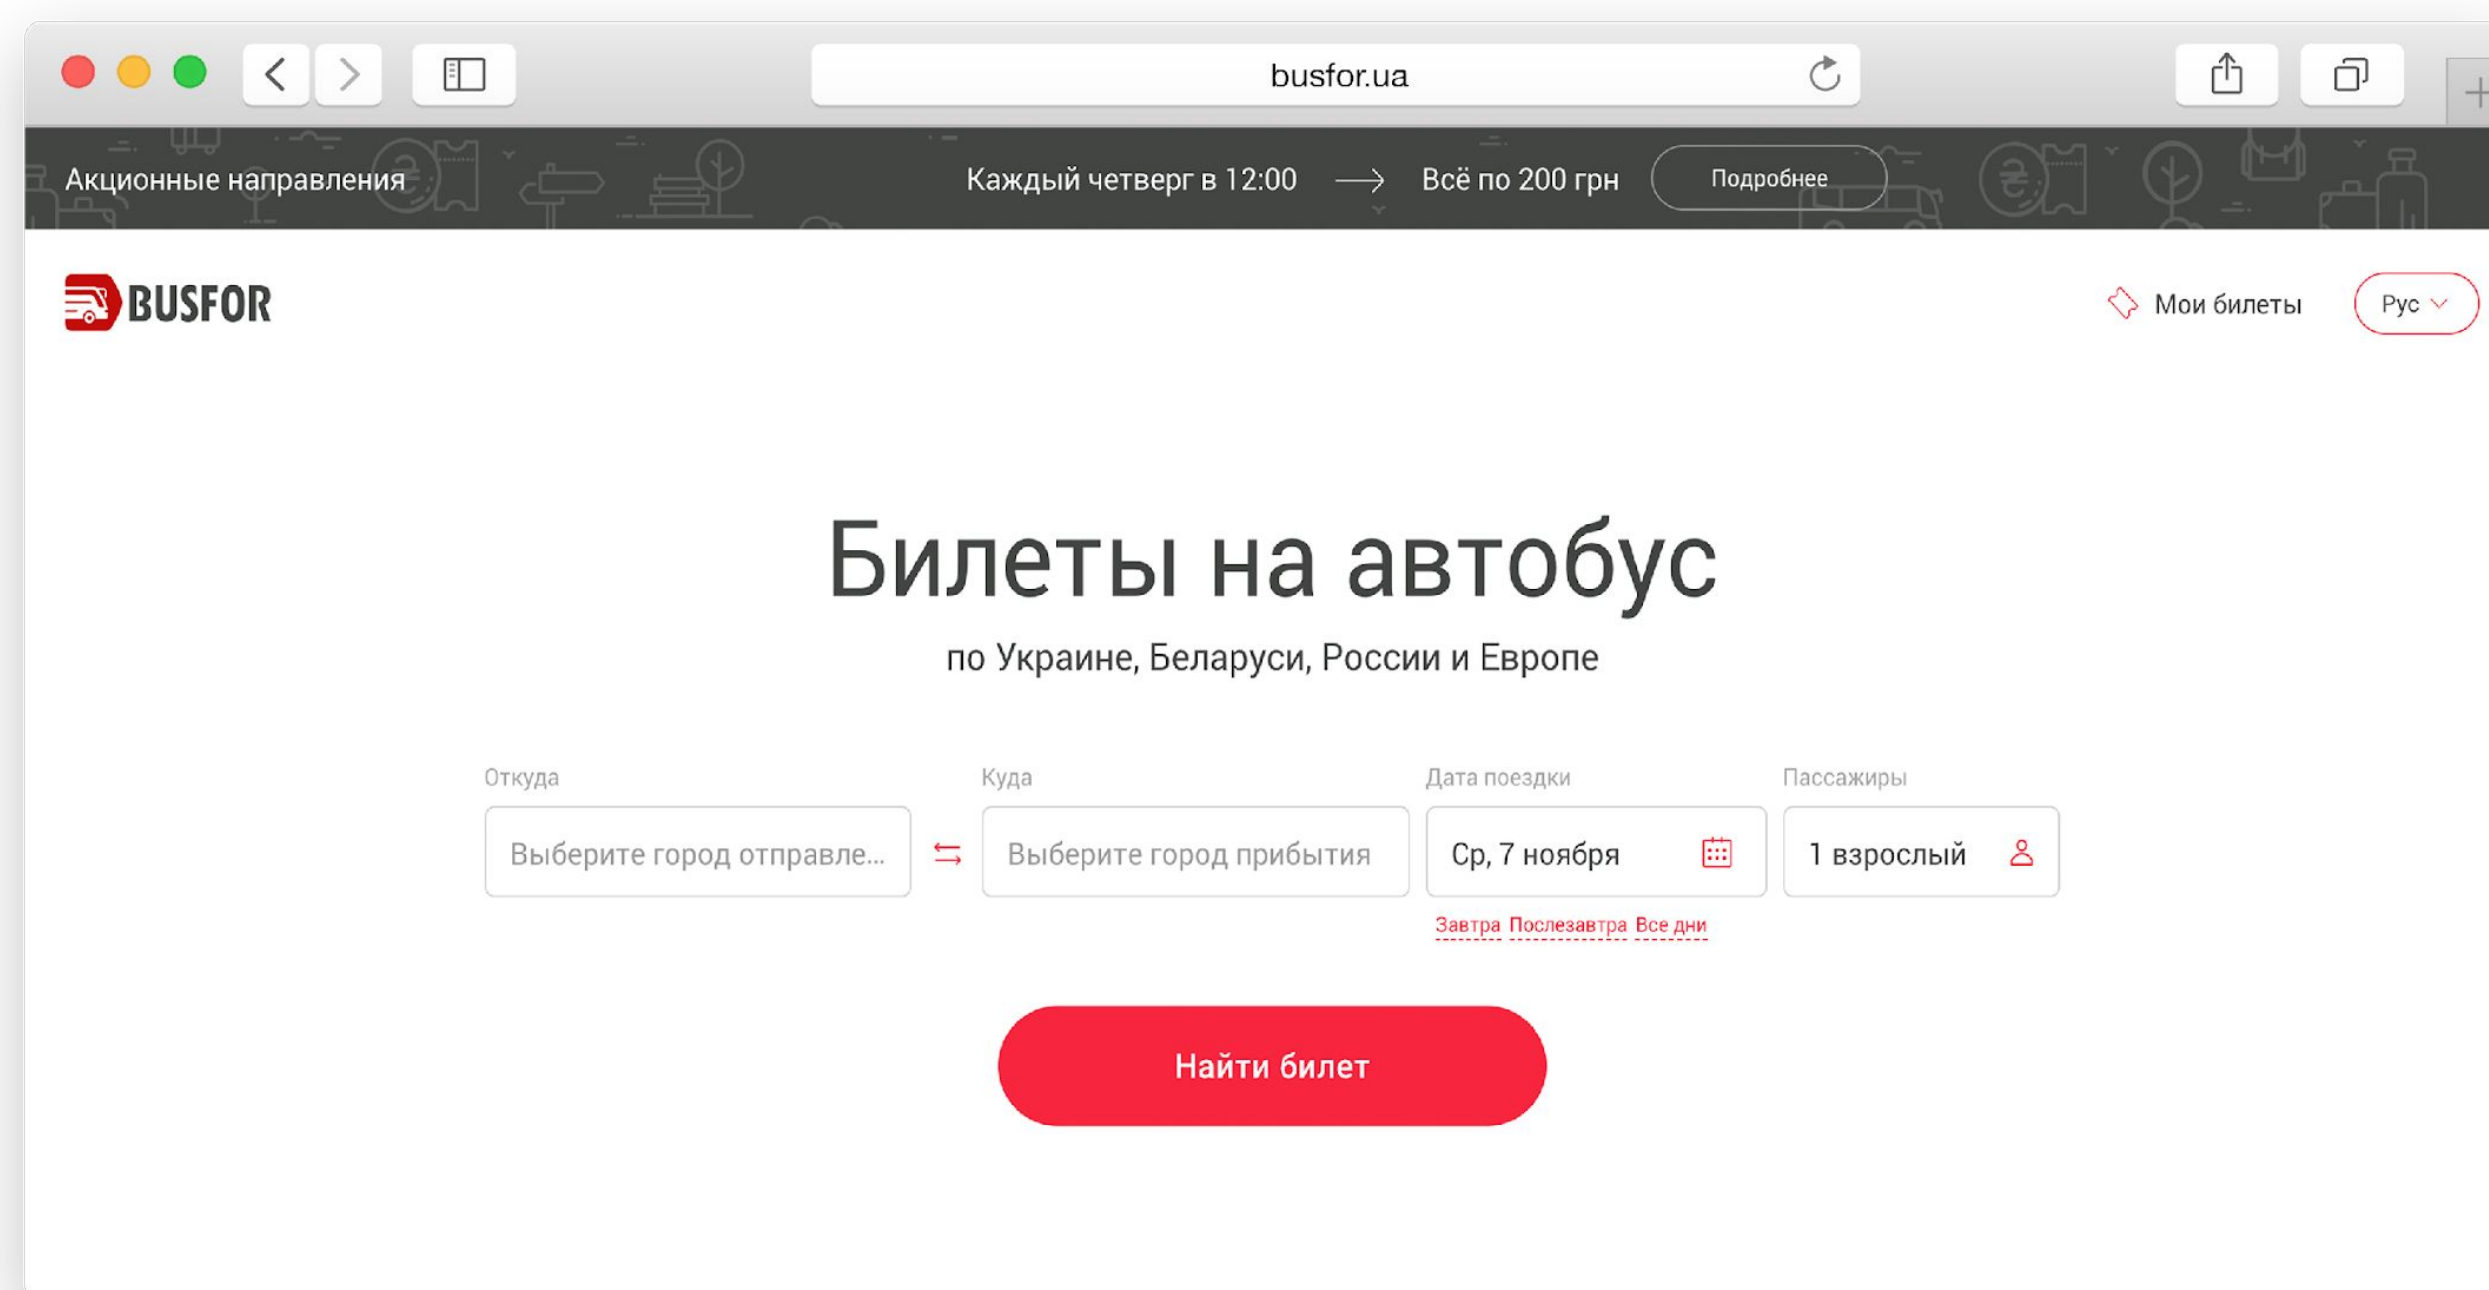 busfor.ua
Акционные направления
Каждый четверг в 12:00
Всё по 200 грн
Подробнее
BUSFOR
Мои билеты
Рус
Билеты на автобус
по Украине, Беларуси, России и Европе
Откуда
Куда
Дата поездки
Пассажиры
Выберите город отправле...
Выберите город прибытия
Ср, 7 ноября
1 взрослый
Завтра Послезавтра Все дни
Найти билет